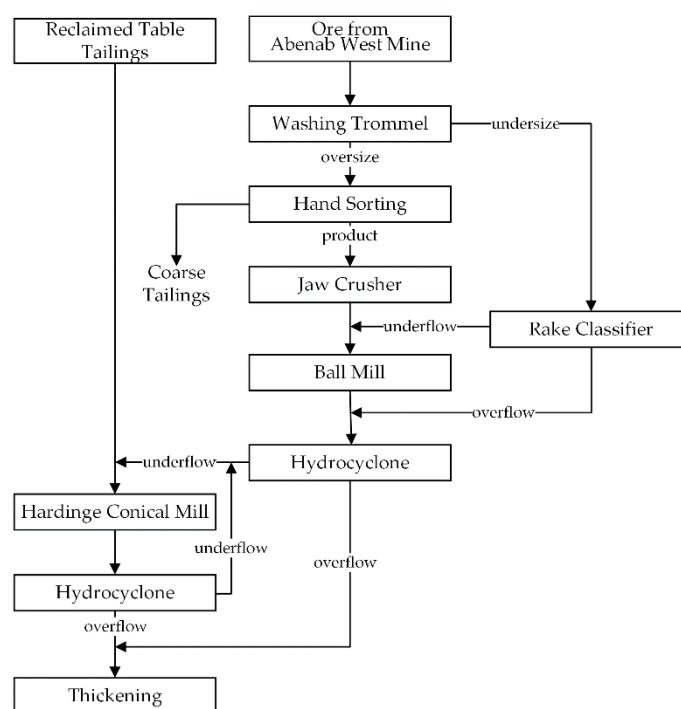 Reclaimed Table
Tailings
Ore from
Abenab West Mine
Washing Trommel
undersize
oversize
Hand Sorting
product
Coarse
Tailings
Jaw Crusher
underflow
Rake Classifier
Ball Mill
overflow
underflow
Hydrocyclone
Hardinge Conical Mill
underflow
overflow
Hydrocyclone
overflow
Thickening